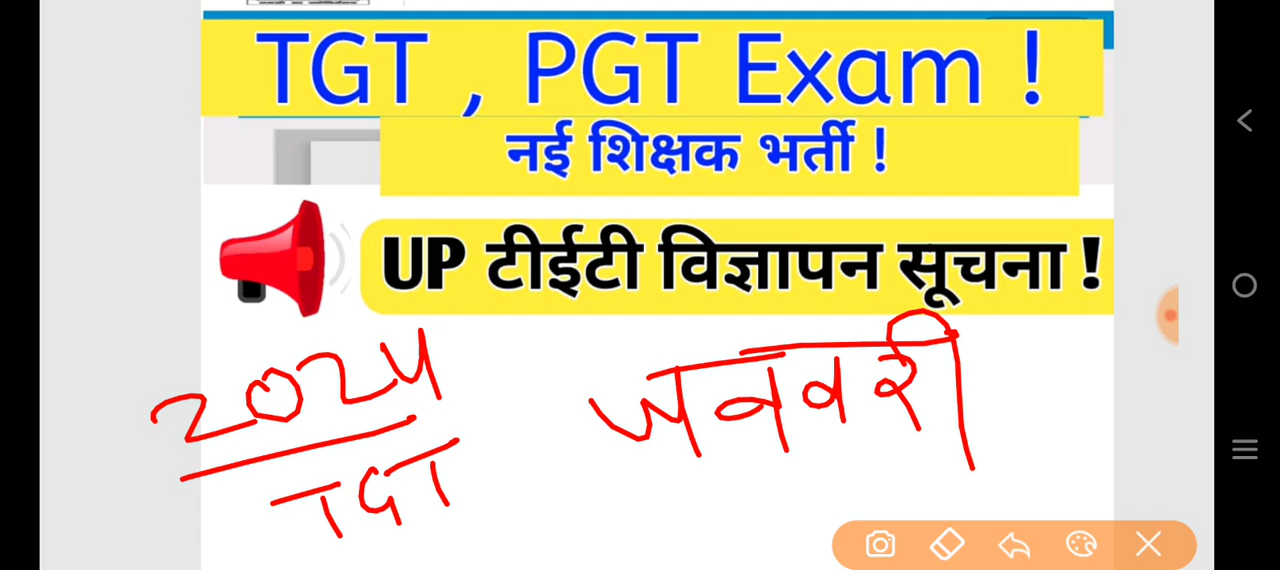 TGT , PGT Exam !
नई शिक्षक भर्ती !
UP टीईटी विज्ञापन सूचना !
2024 जनवरी
TGT